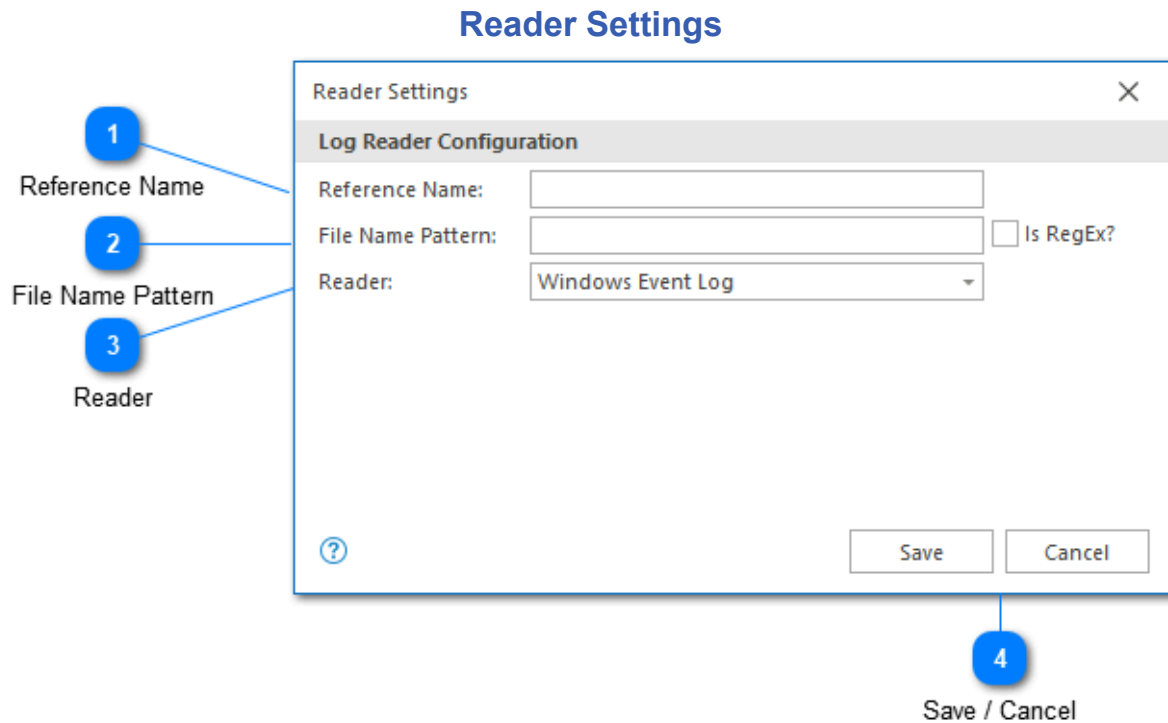 Reader Settings
Reader Settings
Log Reader Configuration
1
Reference Name
Reference Name:
2
File Name Pattern
File Name Pattern:
Is RegEx?
3
Reader
Reader:
Windows Event Log
?
Save
Cancel
4
Save / Cancel